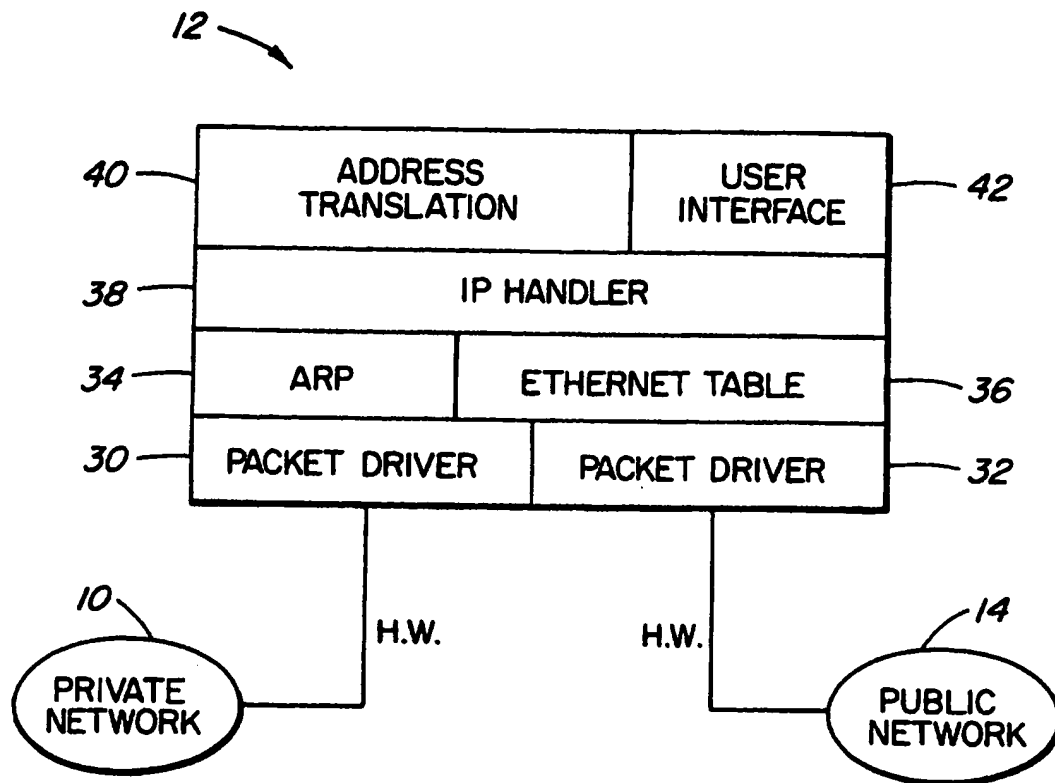 12
40
ADDRESS
TRANSLATION
USER
INTERFACE
42
38
IP HANDLER
34
ARP
ETHERNET TABLE
36
30
PACKET DRIVER
PACKET DRIVER
32
10
H.W.
H.W.
14
PRIVATE
NETWORK
PUBLIC
NETWORK